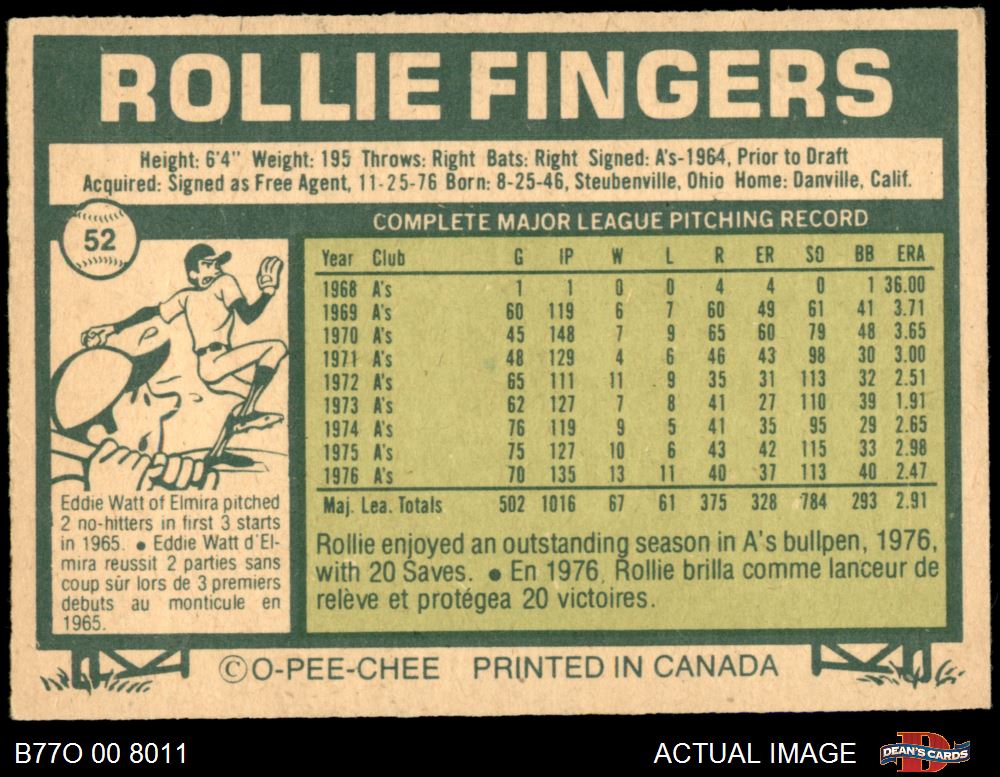 ROLLIE FINGERS
Height: 6'4" Weight: 195 Throws: Right Bats: Right Signed: A's-1964, Prior to Draft
Acquired: Signed as Free Agent, 11-25-76 Born: 8-25-46, Steubenville, Ohio Home: Danville, Calif.
52
COMPLETE MAJOR LEAGUE PITCHING RECORD
Year Club G IP W L R ER SO BB ERA
1968 A's 1 1 0 0 4 4 0 1 36.00
1969 A's 60 119 6 7 60 49 61 41 3.71
1970 A's 45 148 7 9 65 60 79 48 3.65
1971 A's 48 129 4 6 46 43 98 30 3.00
1972 A's 65 111 11 9 35 31 113 32 2.51
1973 A's 62 127 7 8 41 27 110 39 1.91
1974 A's 76 119 9 5 41 35 95 29 2.65
1975 A's 75 127 10 6 43 42 115 33 2.98
1976 A's 70 135 13 11 40 37 113 40 2.47
Maj. Lea. Totals 502 1016 67 61 375 328 784 293 2.91
Eddie Watt of Elmira pitched
2 no-hitters in first 3 starts
in 1965. • Eddie Watt d'El-
mira reussit 2 parties sans
coup sûr lors de 3 premiers
debuts au monticule en
1965.
Rollie enjoyed an outstanding season in A's bullpen, 1976,
with 20 Saves. • En 1976, Rollie brilla comme lanceur de
relève et protégea 20 victoires.
©O-PEE-CHEE PRINTED IN CANADA
B77O 00 8011
ACTUAL IMAGE
D
DEAN'S CARDS